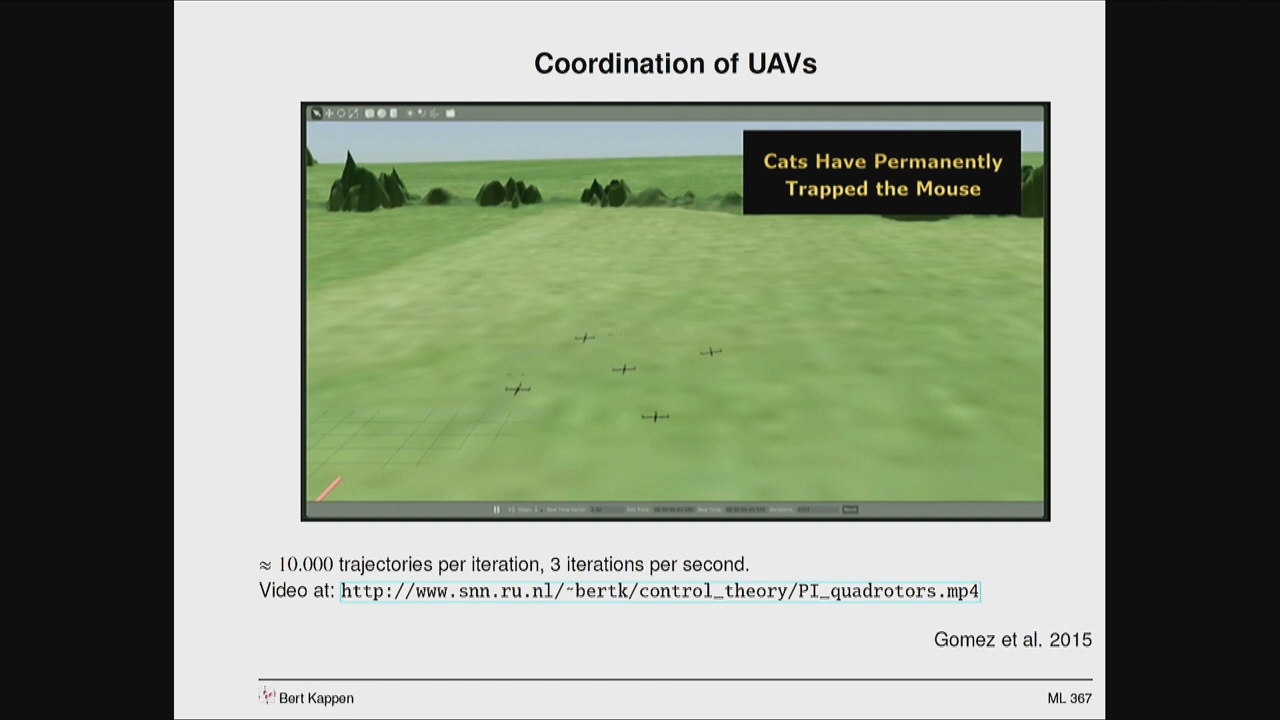 Coordination of UAVs
Cats Have Permanently
Trapped the Mouse
≈ 10.000 trajectories per iteration, 3 iterations per second.
Video at: http://www.snn.ru.nl/~bertk/control_theory/PI_quadrotors.mp4
Gomez et al. 2015
Bert Kappen
ML 367